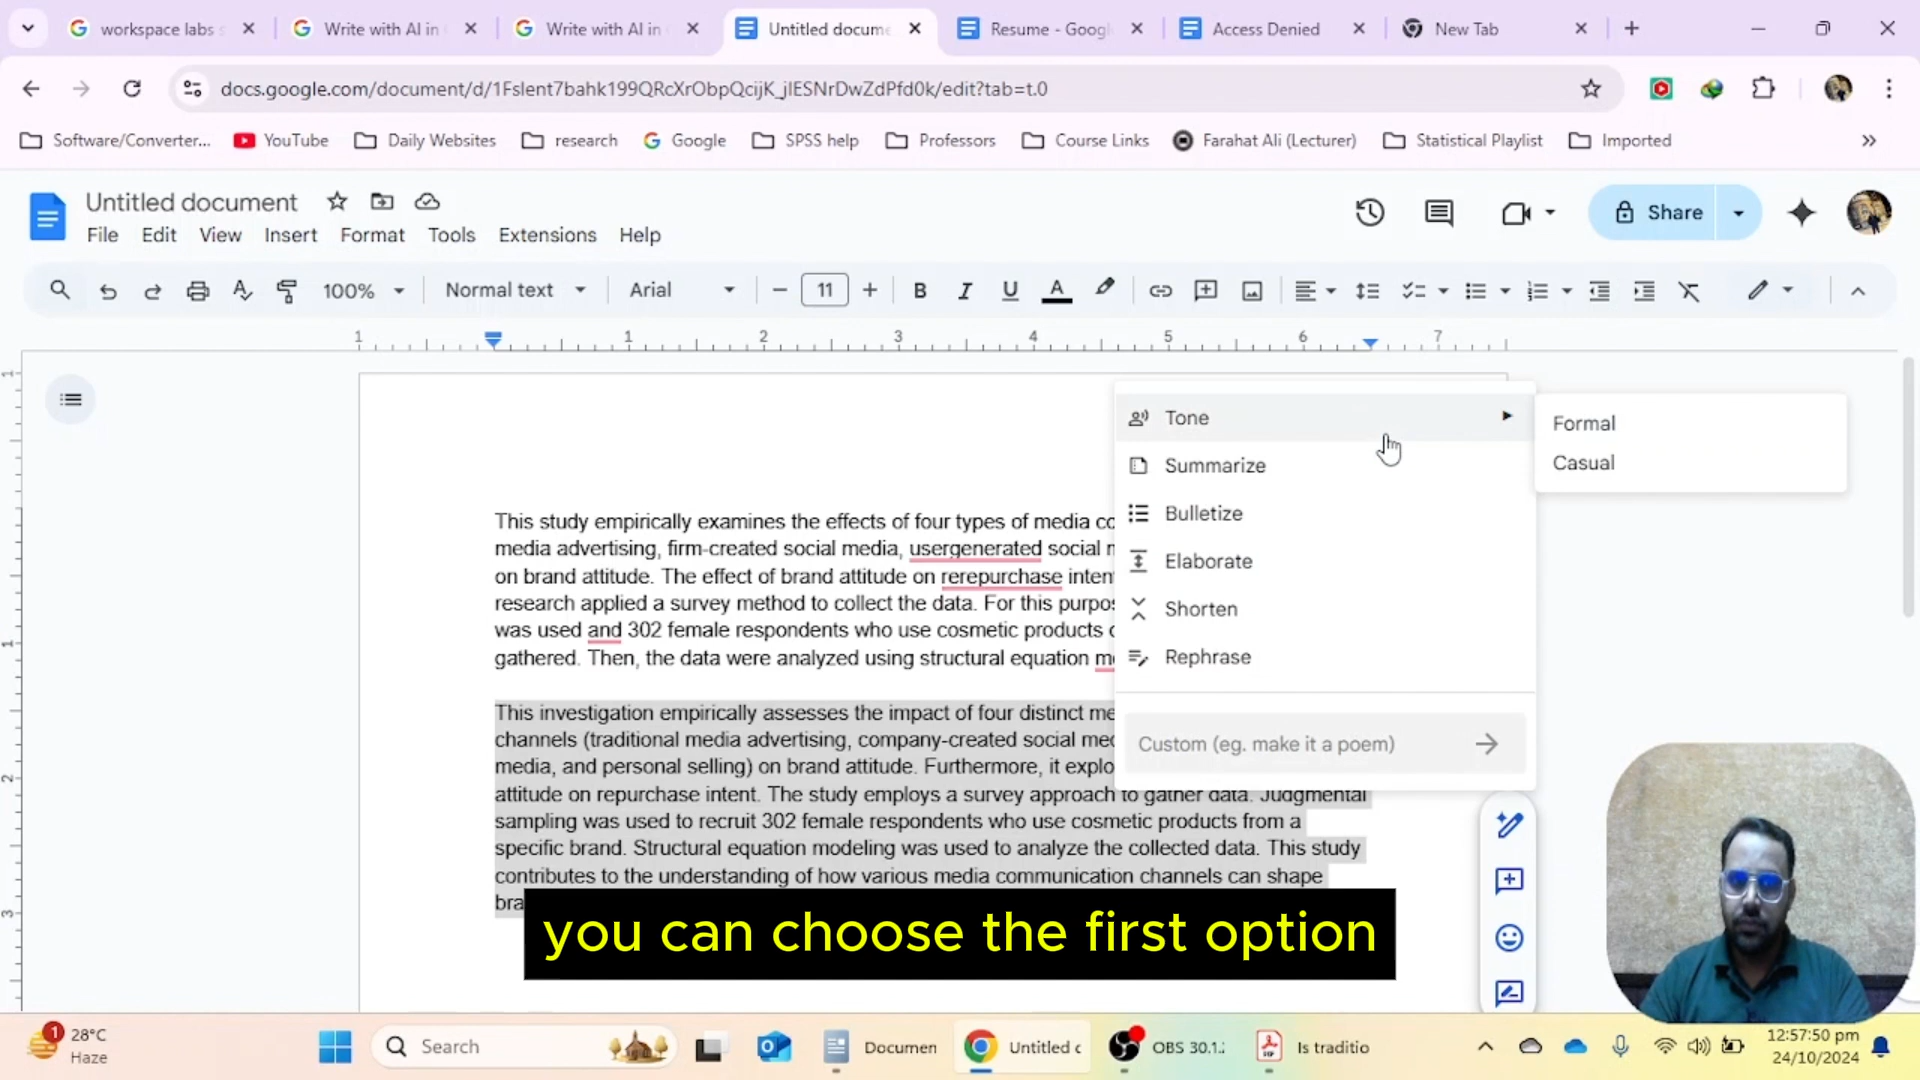 workspace labs
Write with AI in
Write with AI in
Untitled docume
Resume - Googl
Access Denied
New Tab
docs.google.com/document/d/1Fslent7bahk199QRcXrObpQcijK_jIESNrDwZdPfd0k/edit?tab=t.0
Software/Converter...
YouTube
Daily Websites
research
Google
SPSS help
Professors
Course Links
Farahat Ali (Lecturer)
Statistical Playlist
Imported
Untitled document
Share
File Edit View Insert Format Tools Extensions Help
100% Normal text Arial 11
1 1 2 3 4 5 6 7
Tone
Summarize
Bulletize
Elaborate
Shorten
Rephrase
Custom (eg. make it a poem)
Formal
Casual
This study empirically examines the effects of four types of media co
media advertising, firm-created social media, usergenerated social
on brand attitude. The effect of brand attitude on rerepurchase inten
research applied a survey method to collect the data. For this purpos
was used and 302 female respondents who use cosmetic products
gathered. Then, the data were analyzed using structural equation
This investigation empirically assesses the impact of four distinct me
channels (traditional media advertising, company-created social med
media, and personal selling) on brand attitude. Furthermore, it explo
attitude on repurchase intent. The study employs a survey approach to gather data. Judgmental
sampling was used to recruit 302 female respondents who use cosmetic products from a
specific brand. Structural equation modeling was used to analyze the collected data. This study
contributes to the understanding of how various media communication channels can shape
bra
you can choose the first option
1
28°C
Haze
Search
Documen
Untitled c
OBS 30.1.
Is traditio
12:57:50 pm
24/10/2024